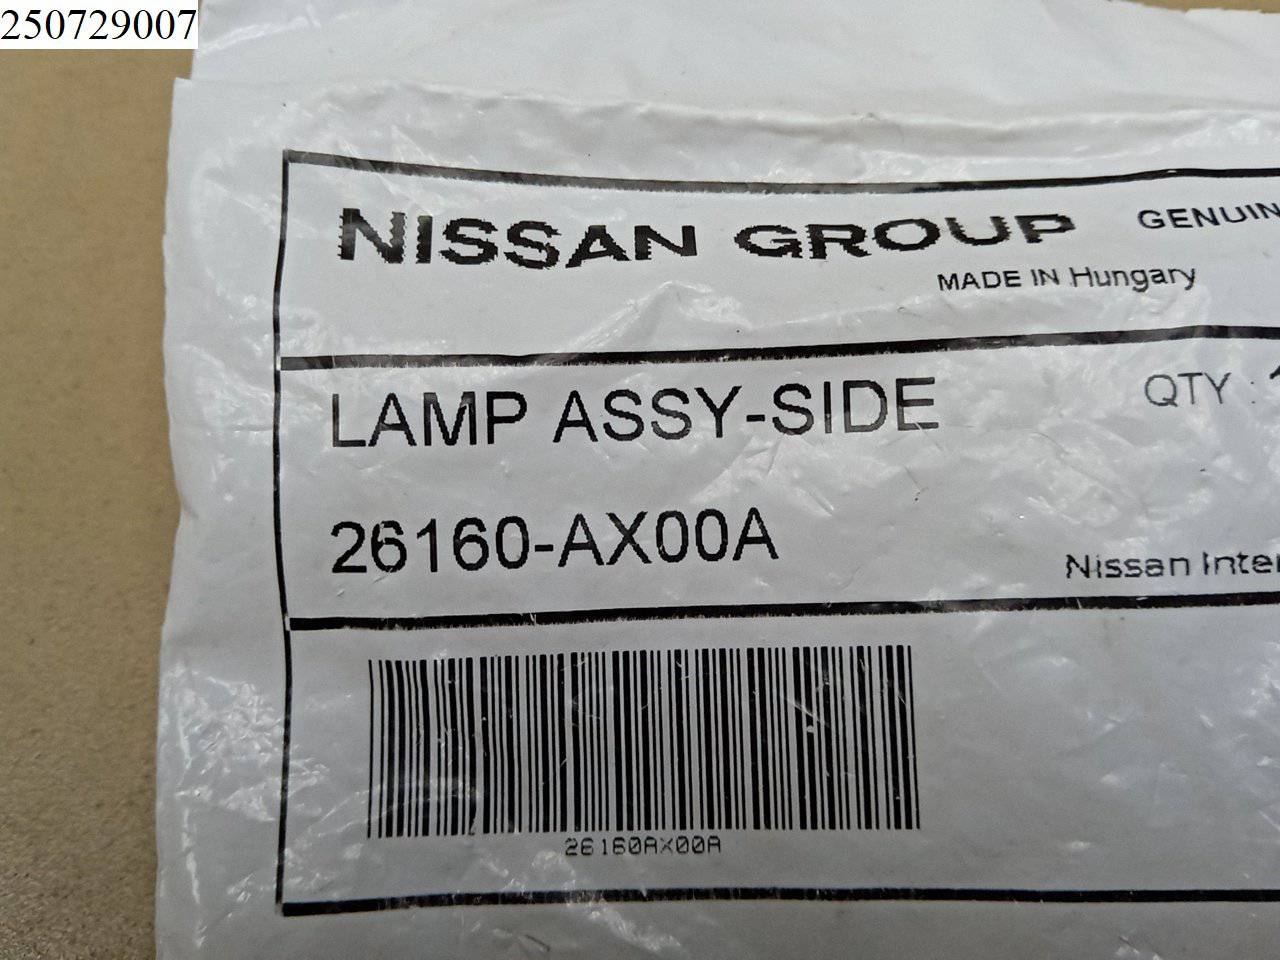 250729007
NISSAN GROUP GENUIN
MADE IN Hungary
LAMP ASSY-SIDE QTY :
26160-AX00A
Nissan Inter
26160AX00A